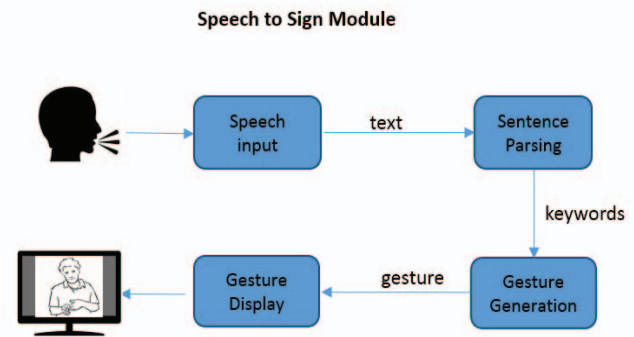 Speech to Sign Module
Speech
input
text
Sentence
Parsing
keywords
Gesture
Generation
gesture
Gesture
Display